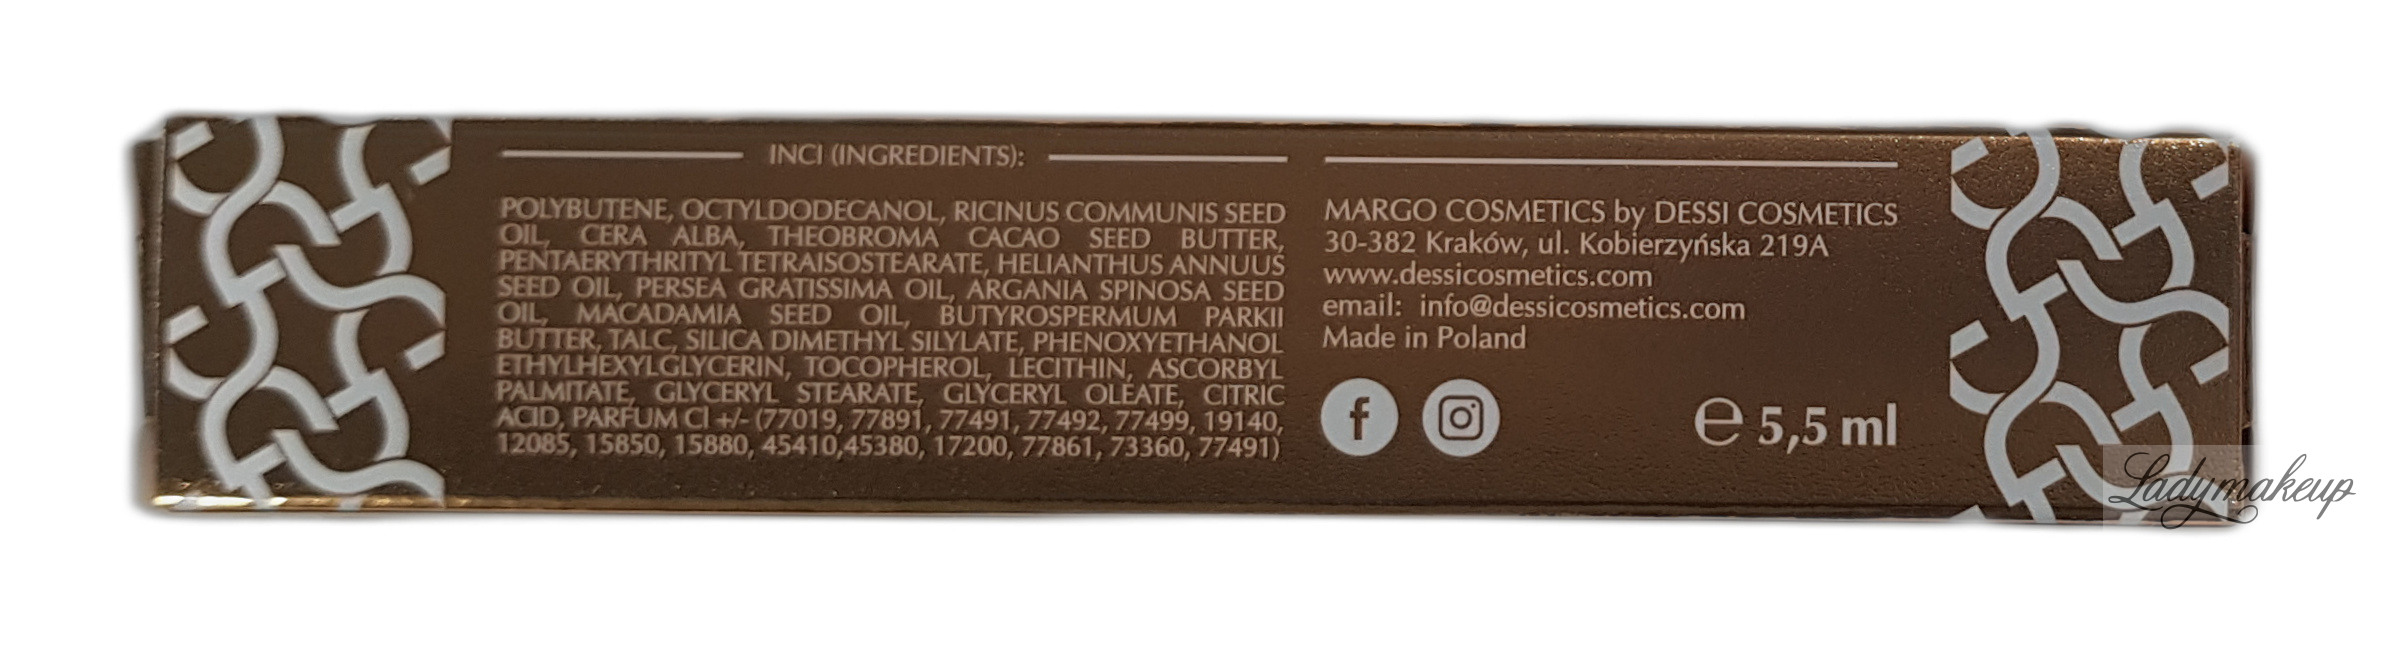 INCI (INGREDIENTS):
POLYBUTENE, OCTYLDODECANOL, RICINUS COMMUNIS SEED
OIL, CERA ALBA, THEOBROMA CACAO SEED BUTTER,
PENTAERYTHRITYL TETRAISOSTEARATE, HELIANTHUS ANNUUS
SEED OIL, PERSEA GRATISSIMA OIL, ARGANIA SPINOSA SEED
OIL, MACADAMIA SEED OIL, BUTYROSPERMUM PARKII
BUTTER, TALC, SILICA DIMETHYL SILYLATE, PHENOXYETHANOL
ETHYLHEXYLGLYCERIN, TOCOPHEROL, LECITHIN, ASCORBYL
PALMITATE, GLYCERYL STEARATE, GLYCERYL OLEATE, CITRIC
ACID, PARFUM CI +/- (77019, 77891, 77491, 77492, 77499, 19140,
12085, 15850, 15880, 45410,45380, 17200, 77861, 73360, 77491)
MARGO COSMETICS by DESSI COSMETICS
30-382 Kraków, ul. Kobierzyńska 219A
www.dessicosmetics.com
email: info@dessicosmetics.com
Made in Poland
℮ 5,5 ml
Ladymakeup